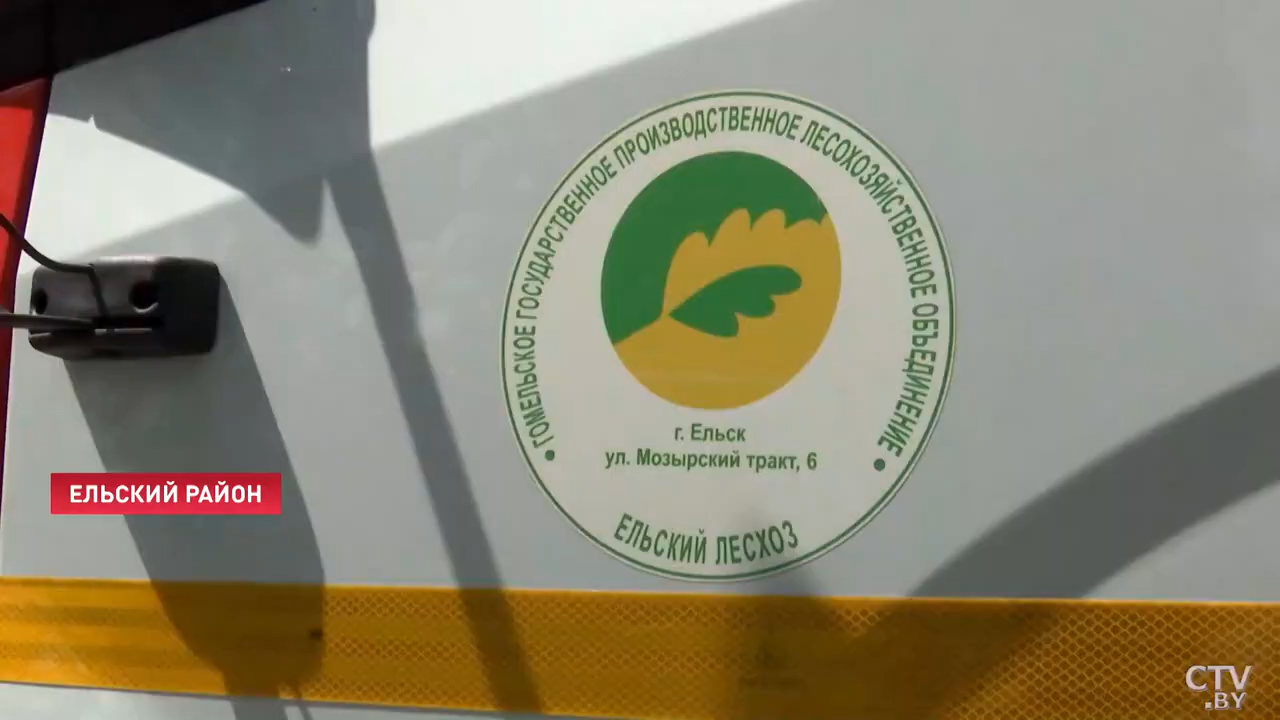 • ГОМЕЛЬСКОЕ ГОСУДАРСТВЕННОЕ ПРОИЗВОДСТВЕННОЕ ЛЕСОХОЗЯЙСТВЕННОЕ ОБЪЕДИНЕНИЕ •
г. Ельск
ул. Мозырский тракт, 6
ЕЛЬСКИЙ ЛЕСХОЗ
ЕЛЬСКИЙ РАЙОН
CTV
.BY